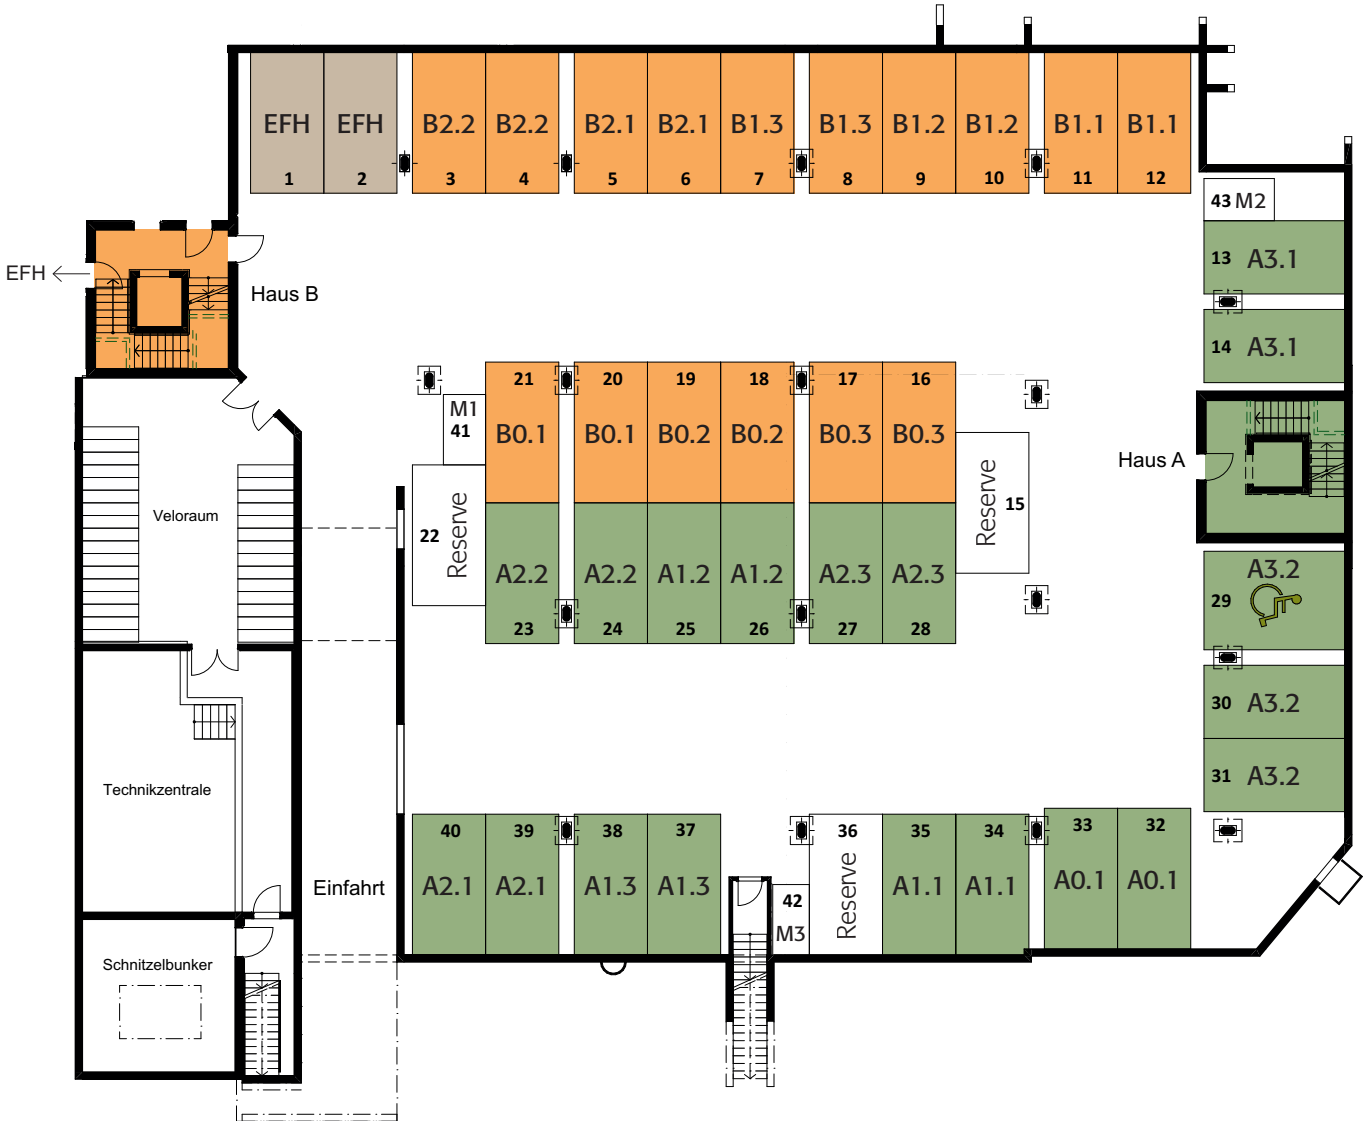 EFH EFH B2.2 B2.2 B2.1 B2.1 B1.3 B1.3 B1.2 B1.2 B1.1 B1.1
1 2 3 4 5 6 7 8 9 10 11 12
43 M2
13 A3.1
EFH
Haus B
14 A3.1
21 20 19 18 17 16
M1
41
B0.1 B0.1 B0.2 B0.2 B0.3 B0.3
Haus A
Reserve
15
Veloraum
22
Reserve
A2.2 A2.2 A1.2 A1.2 A2.3 A2.3
23 24 25 26 27 28
A3.2
29
30 A3.2
31 A3.2
Technikzentrale
40 39 38 37 36 35 34 33 32
A2.1 A2.1 A1.3 A1.3 Reserve A1.1 A1.1 A0.1 A0.1
Einfahrt
42
M3
Schnitzelbunker